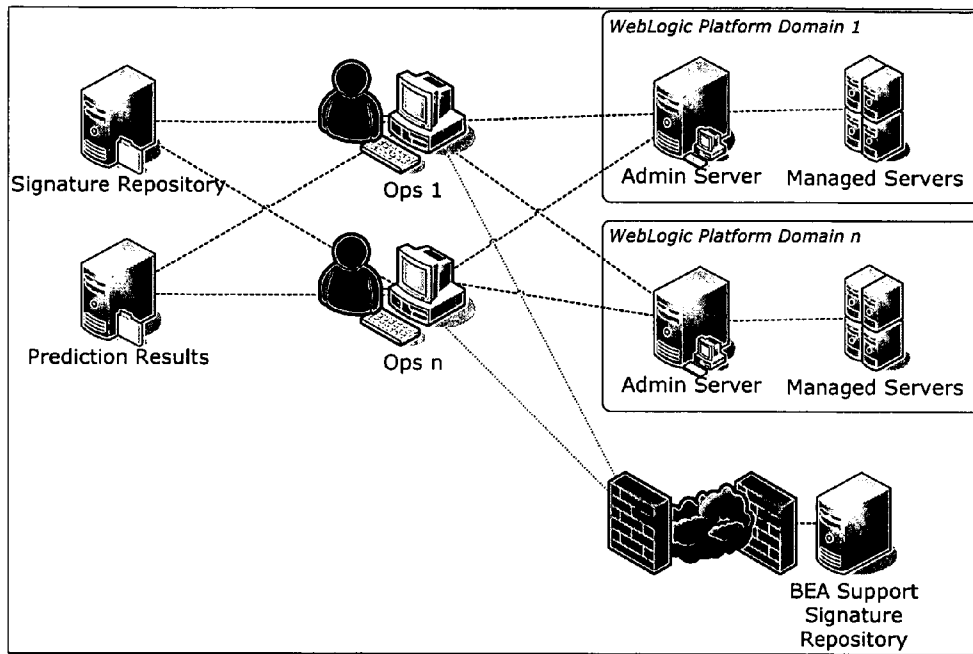 WebLogic Platform Domain 1
Signature Repository
Ops 1
Admin Server
Managed Servers
WebLogic Platform Domain n
Prediction Results
Ops n
Admin Server
Managed Servers
BEA Support
Signature
Repository